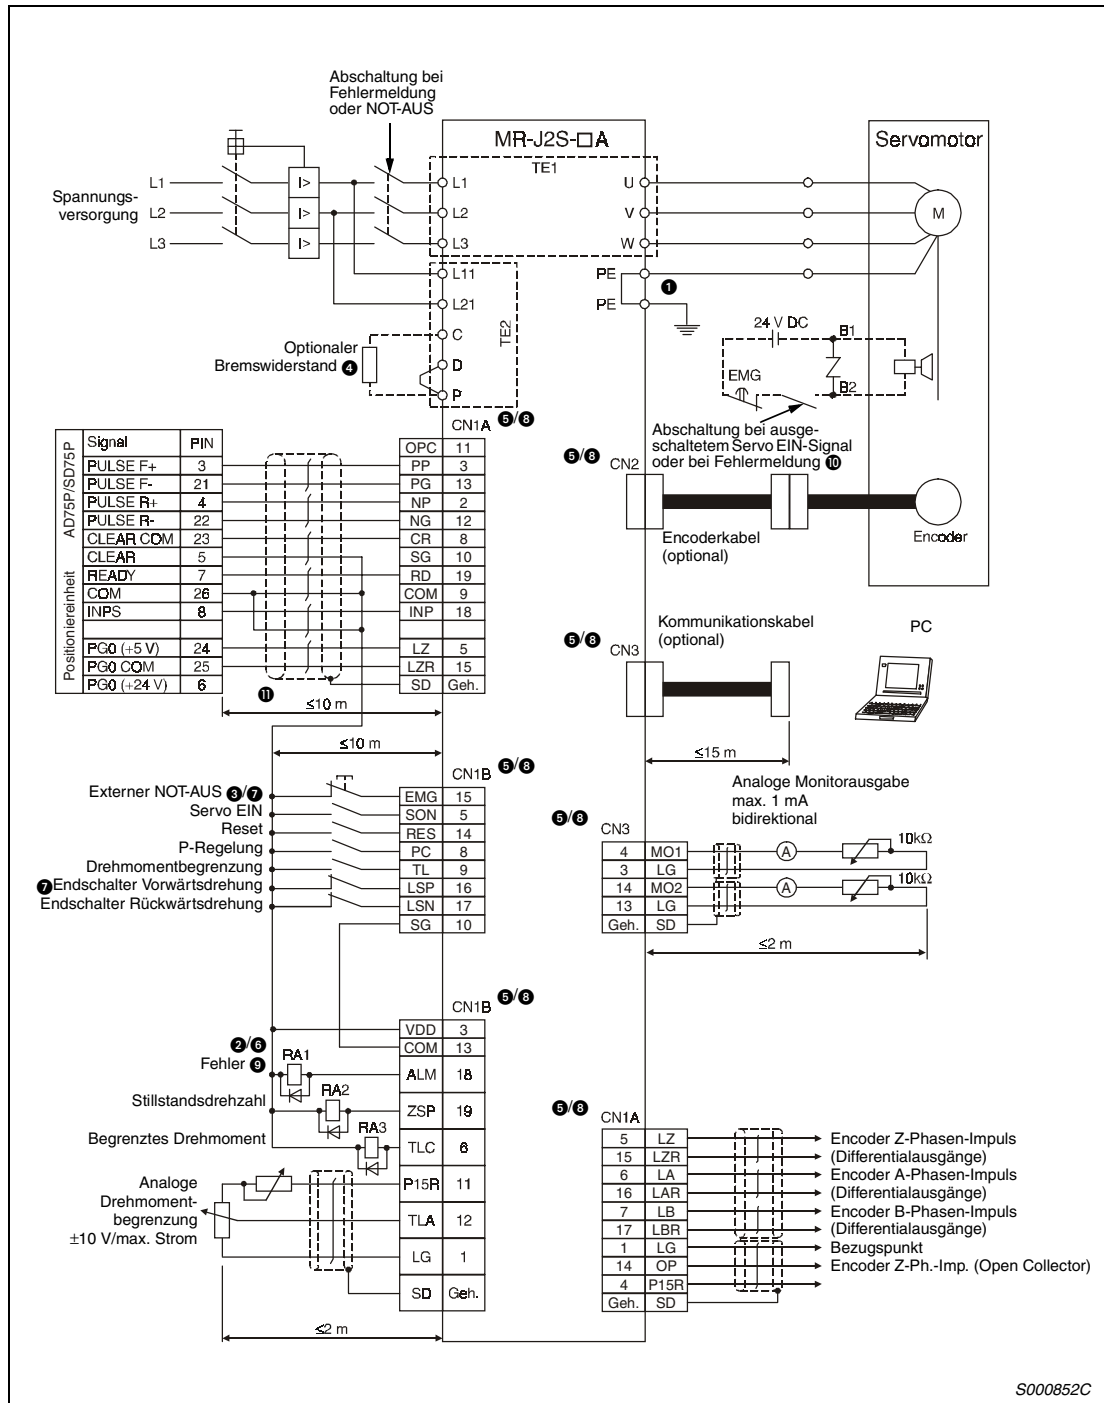 Abschaltung bei
Fehlermeldung
oder NOT-AUS
MR-J2S-□A
Servomotor
TE1
Spannungs-
versorgung
L1
I>
L1
U
L2
I>
L2
V
M
L3
I>
L3
W
L11
PE
❶
L21
PE
TE2
C
D
P
Optionaler
Bremswiderstand ❹
24 V DC
B1
EMG
B2
Abschaltung bei ausge-
schaltetem Servo EIN-Signal
oder bei Fehlermeldung ❿
CN1A ❺/❽
Positioniereinheit AD75P/SD75P
Signal PIN
OPC 11
PULSE F+ 3 PP 3
PULSE F- 21 PG 13
PULSE R+ 4 NP 2
PULSE R- 22 NG 12
CLEAR COM 23 CR 8
CLEAR 5 SG 10
READY 7 RD 19
COM 26 COM 9
INPS 8 INP 18
PG0 (+5 V) 24 LZ 5
PG0 COM 25 LZR 15
PG0 (+24 V) 6 SD Geh.
⓫
≤10 m
≤10 m
❺/❽ CN2
Encoderkabel
(optional)
Encoder
❺/❽ CN3
Kommunikationskabel
(optional)
PC
≤15 m
CN1B ❺/❽
Externer NOT-AUS ❸/❼ EMG 15
Servo EIN SON 5
Reset RES 14
P-Regelung PC 8
Drehmomentbegrenzung TL 9
❼Endschalter Vorwärtsdrehung LSP 16
Endschalter Rückwärtsdrehung LSN 17
SG 10
Analoge Monitorausgabe
max. 1 mA
bidirektional
❺/❽ CN3
4 MO1 A 10kΩ
3 LG
14 MO2 A 10kΩ
13 LG
Geh. SD
≤2 m
CN1B ❺/❽
VDD 3
COM 13
❷/❻
Fehler ❾ RA1 ALM 18
Stillstandsdrehzahl RA2 ZSP 19
Begrenztes Drehmoment RA3 TLC 6
Analoge
Drehmoment-
begrenzung
±10 V/max. Strom
P15R 11
TLA 12
LG 1
SD Geh.
≤2 m
❺/❽ CN1A
5 LZ Encoder Z-Phasen-Impuls
15 LZR (Differentialausgänge)
6 LA Encoder A-Phasen-Impuls
16 LAR (Differentialausgänge)
7 LB Encoder B-Phasen-Impuls
17 LBR (Differentialausgänge)
1 LG Bezugspunkt
14 OP Encoder Z-Ph.-Imp. (Open Collector)
4 P15R
Geh. SD
S000852C